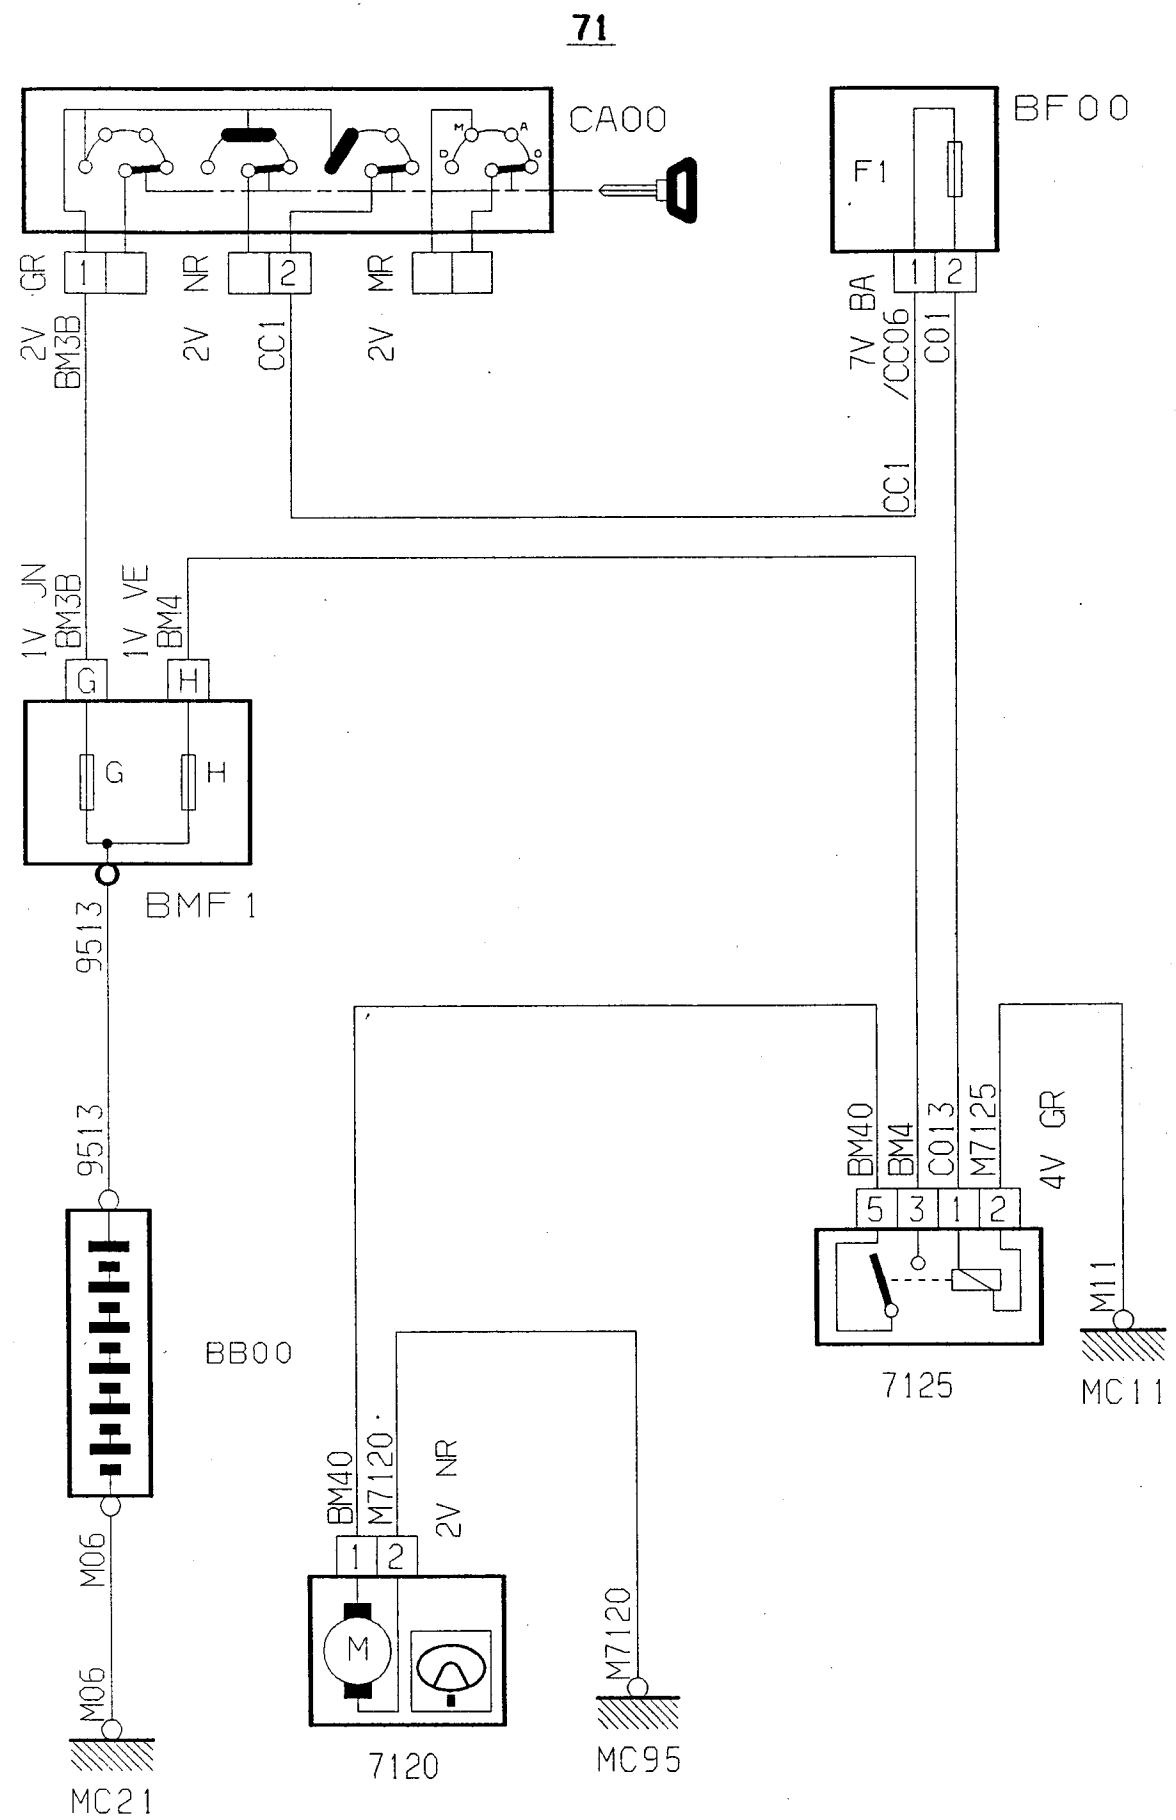 71
CA00
M
A
D
O
BF00
F1
1
2
1
2
2V GR
BM3B
2V NR
CC1
2V MR
7V BA
/CC06
C01
CC1
1V JN
BM3B
1V VE
BM4
G
H
G
H
BMF1
9513
9513
BM40
BM4
C013
M7125
4V GR
5
3
1
2
7125
M11
MC11
BB00
BM40
M7120
2V NR
1
2
M
7120
M7120
MC95
M06
M06
MC21